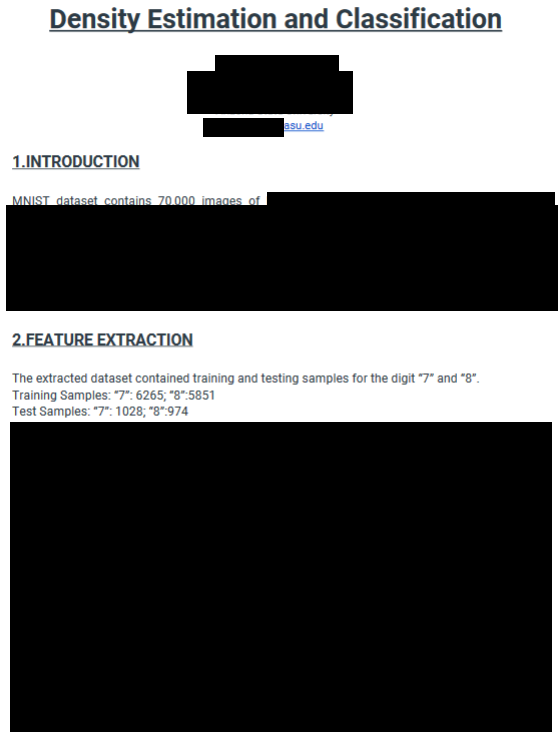 Density Estimation and Classification
asu.edu
1.INTRODUCTION
MNIST dataset contains 70,000 images of
2.FEATURE EXTRACTION
The extracted dataset contained training and testing samples for the digit “7” and “8”.
Training Samples: “7”: 6265; “8”:5851
Test Samples: “7”: 1028; “8”:974